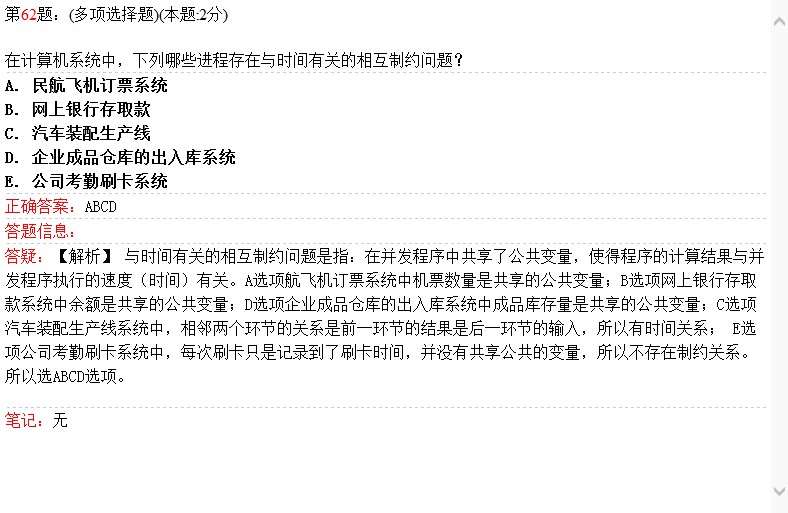 第62题：(多项选择题)(本题:2分)
在计算机系统中，下列哪些进程存在与时间有关的相互制约问题？
A. 民航飞机订票系统
B. 网上银行存取款
C. 汽车装配生产线
D. 企业成品仓库的出入库系统
E. 公司考勤刷卡系统
正确答案：ABCD
答题信息：
答疑：【解析】 与时间有关的相互制约问题是指：在并发程序中共享了公共变量，使得程序的计算结果与并
发程序执行的速度（时间）有关。A选项航飞机订票系统中机票数量是共享的公共变量；B选项网上银行存取
款系统中余额是共享的公共变量；D选项企业成品仓库的出入库系统中成品库存量是共享的公共变量；C选项
汽车装配生产线系统中，相邻两个环节的关系是前一环节的结果是后一环节的输入，所以有时间关系； E选
项公司考勤刷卡系统中，每次刷卡只是记录到了刷卡时间，并没有共享公共的变量，所以不存在制约关系。
所以选ABCD选项。
笔记：无